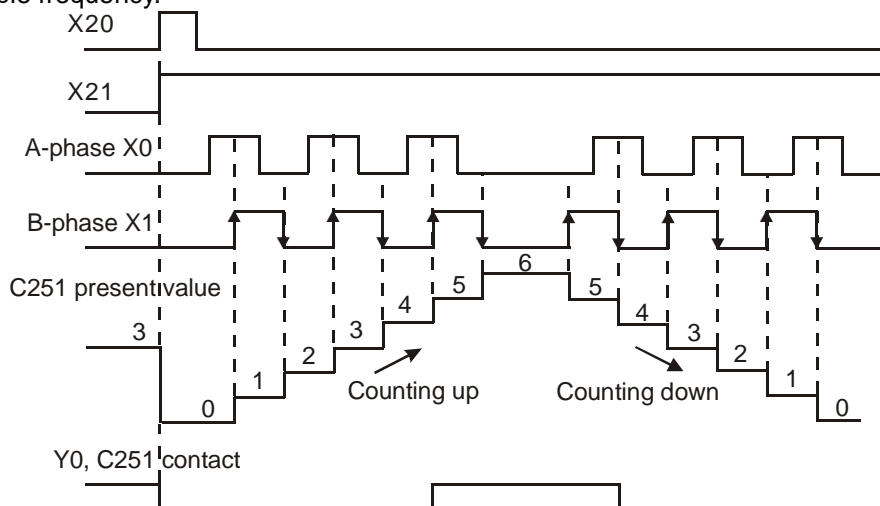 frequency.
X20
X21
A-phase X0
B-phase X1
6
C251 present value
5
5
4
4
3
3
3
2
2
1
Counting up
Counting down
1
0
0
Y0, C251 contact